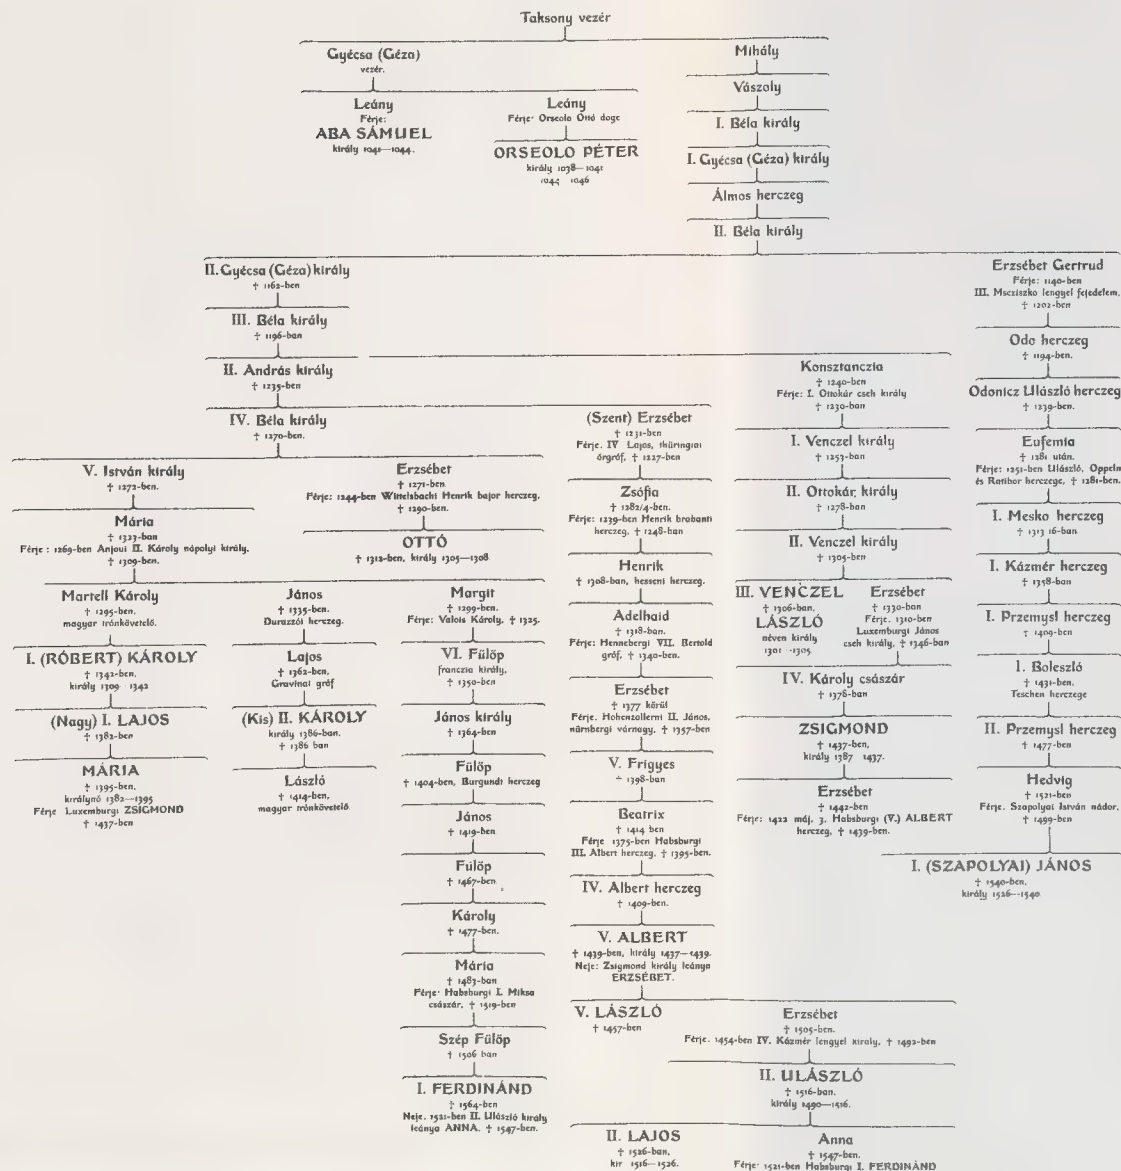 Taksony vezér
Gyécsa (Géza)
vezér.
Mihály
Vászoly
Leány
Férje:
ABA SÁMUEL
király 1041—1044.
Leány
Férje: Orseolo Ottó doge
ORSEOLO PÉTER
király 1038—1041
1044 1046
I. Béla király
I. Gyécsa (Géza) király
Álmos herczeg
II. Béla király
II. Gyécsa (Géza) király
† 1162-ben
III. Béla király
† 1196-ban
II. András király
† 1235-ben
IV. Béla király
† 1270-ben.
V. István király
† 1272-ben.
Mária
† 1323-ban
Férje: 1269-ben Anjoui II. Károly nápolyi király,
† 1309-ben.
Erzsébet
† 1271-ben
Férje: 1244-ben Wittelsbachi Henrik bajor herczeg,
† 1290-ben.
OTTÓ
† 1312-ben, király 1305—1308
Martell Károly
† 1295-ben,
magyar trónkövetelő.
I. (RÓBERT) KÁROLY
† 1342-ben,
király 1309—1342
(Nagy) I. LAJOS
† 1382-ben
MÁRIA
† 1395-ben,
királynő 1382—1395
Férje Luxemburgi ZSIGMOND
† 1437-ben
János
† 1335-ben.
Durazzói herczeg.
Lajos
† 1362-ben,
Gravinai gróf
(Kis) II. KÁROLY
király 1386-ban.
† 1386 ban
László
† 1414-ben,
magyar trónkövetelő
Margit
† 1299-ben.
Férje: Valois Károly, † 1325.
VI. Fülöp
franczia király,
† 1350-ben
János király
† 1364-ben
Fülöp
† 1404-ben, Burgundi herczeg
János
† 1419-ben
Fülöp
† 1467-ben
Károly
† 1477-ben.
Mária
† 1483-ban
Férje: Habsburgi I. Miksa
császár, † 1519-ben
Szép Fülöp
† 1506 ban
I. FERDINÁND
† 1564-ben
Neje. 1521-ben II. Ulászló király
leánya ANNA, † 1547-ben.
(Szent) Erzsébet
† 1231-ben
Férje. IV Lajos, thüringiai
őrgróf, † 1227-ben
Zsófia
† 1282/4-ben.
Férje: 1239-ben Henrik brabanti
herczeg, † 1248-ban
Henrik
† 1308-ban, hesseni herczeg.
Adelhaid
† 1318-ban.
Férje: Hennebergi VII. Bertold
gróf, † 1340-ben.
Erzsébet
† 1377 körül
Férje. Hohenzollerni II. János,
nürnbergi várnagy, † 1357-ben
V. Frigyes
† 1398-ban
Beatrix
† 1414 ben
Férje 1375-ben Habsburgi
III. Albert herczeg, † 1395-ben.
IV. Albert herczeg
† 1409-ben.
V. ALBERT
† 1439-ben, király 1437—1439.
Neje: Zsigmond király leánya
ERZSÉBET.
V. LÁSZLÓ
† 1457-ben
Erzsébet
† 1505-ben.
Férje. 1454-ben IV. Kázmér lengyel király, † 1492-ben
II. ULÁSZLÓ
† 1516-ban.
király 1490—1516.
II. LAJOS
† 1526-ban,
kir 1516—1526.
Anna
† 1547-ben.
Férje: 1521-ben Habsburgi I. FERDINÁND
Konsztanczia
† 1240-ben
Férje: I. Ottokár cseh király
† 1230-ban
I. Venczel király
† 1253-ban
II. Ottokár király
† 1278-ban
II. Venczel király
† 1305-ben
III. VENCZEL
† 1306-ban,
LÁSZLÓ
néven király
1301—1305
Erzsébet
† 1330-ban
Férje. 1310-ben
Luxemburgi János
cseh király, † 1346-ban
IV. Károly császár
† 1378-ban
ZSIGMOND
† 1437-ben,
király 1387 1437.
Erzsébet
† 1442-ben
Férje: 1422 máj. 3. Habsburgi (V.) ALBERT
herczeg, † 1439-ben.
Erzsébet Gertrud
Férje: 1140-ben
III. Mscziszko lengyel fejedelem,
† 1202-ben
Odo herczeg
† 1194-ben.
Odonicz Ulászló herczeg
† 1239-ben.
Eufemia
† 1281 után.
Férje: 1251-ben Ulászló, Oppeln
és Ratibor herczege, † 1281-ben.
I. Mesko herczeg
† 1313 16-ban
I. Kázmér herczeg
† 1358-ban
I. Przemysl herczeg
† 1409-ben
I. Boleszló
† 1431-ben.
Teschen herczege
II. Przemysl herczeg
† 1477-ben
Hedvig
† 1521-ben
Férje. Szapolyai István nádor,
† 1499-ben
I. (SZAPOLYAI) JÁNOS
† 1540-ben,
király 1526—1540